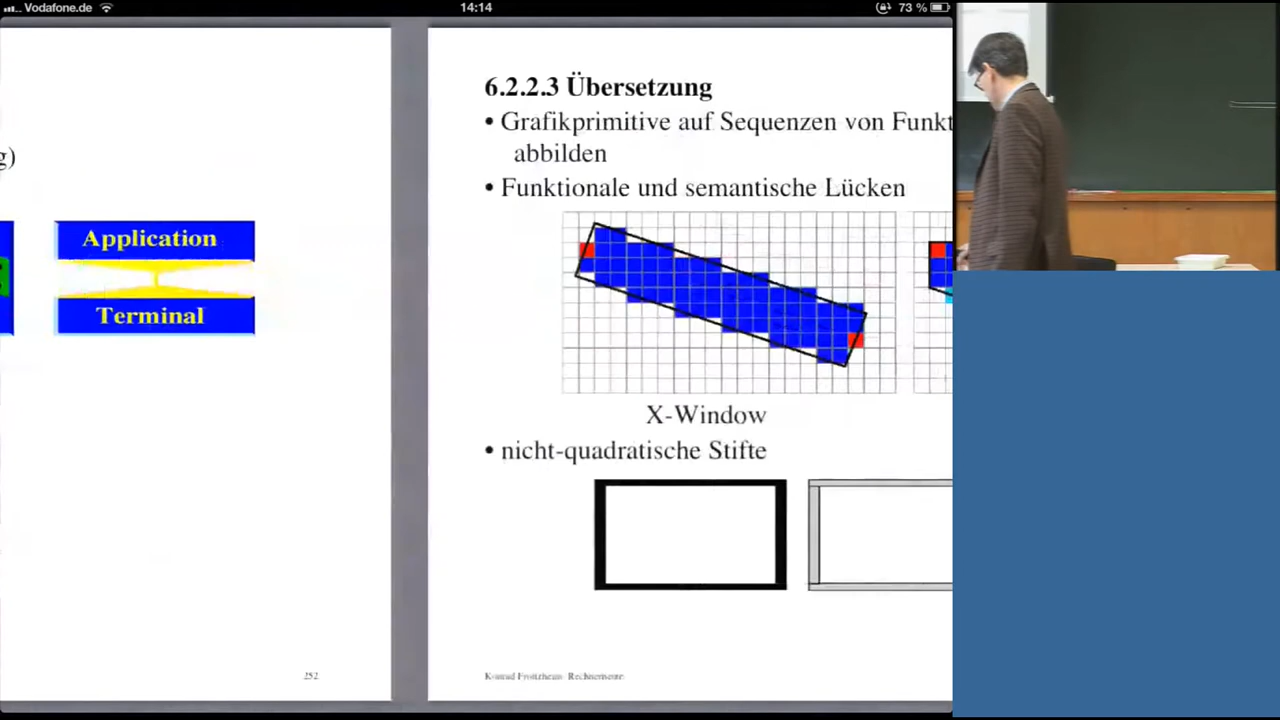 Vodafone.de 14:14 73 %
g)
Application
Terminal
252
6.2.2.3 Übersetzung
• Grafikprimitive auf Sequenzen von Funkt
abbilden
• Funktionale und semantische Lücken
X-Window
• nicht-quadratische Stifte
Konrad Froitzheim: Rechnernetze